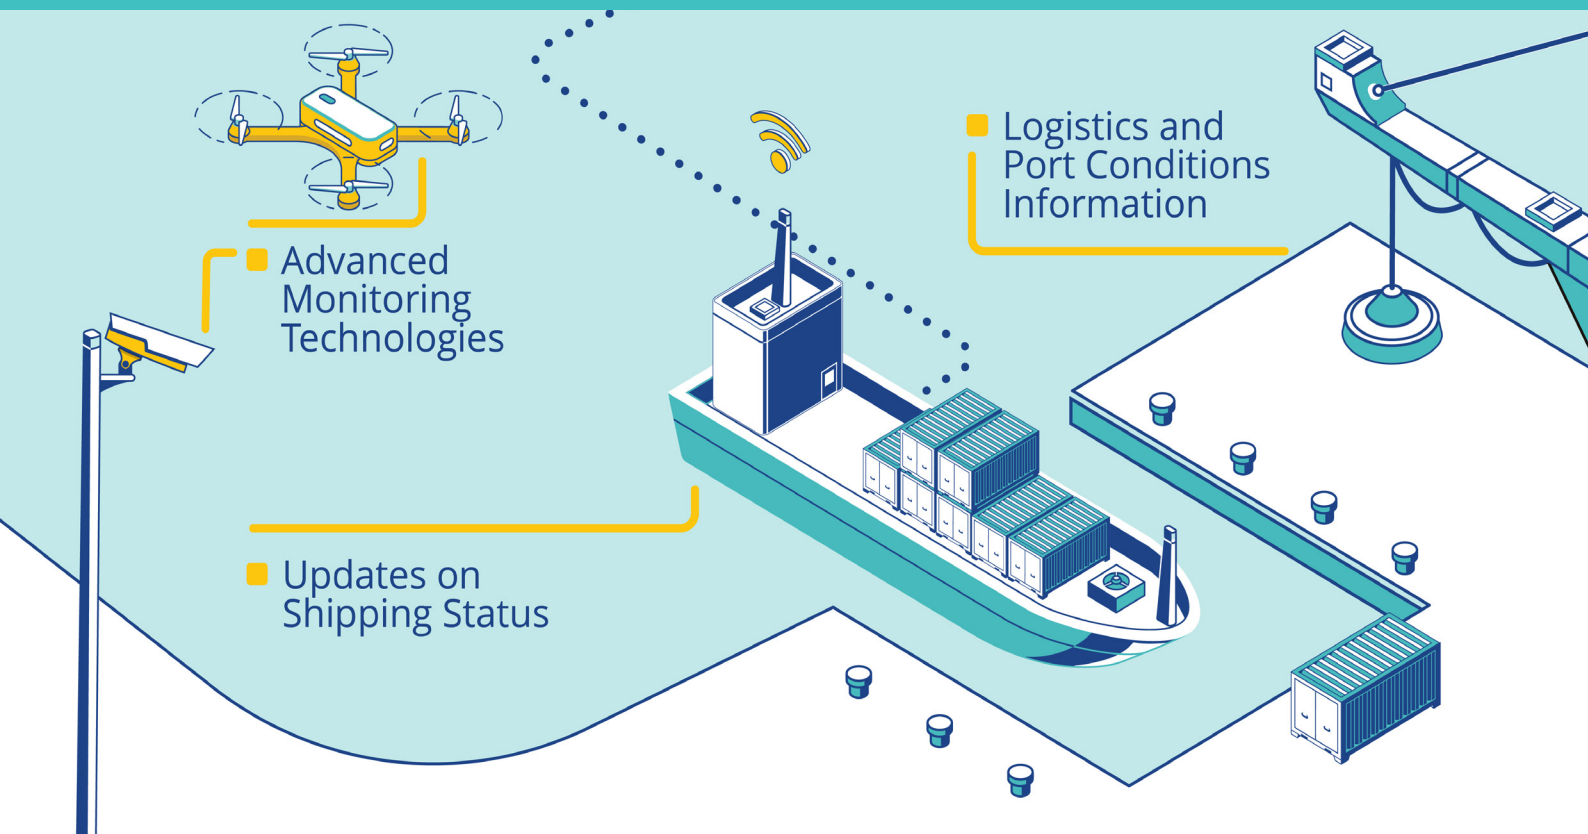 Advanced
Monitoring
Technologies
Logistics and
Port Conditions
Information
Updates on
Shipping Status